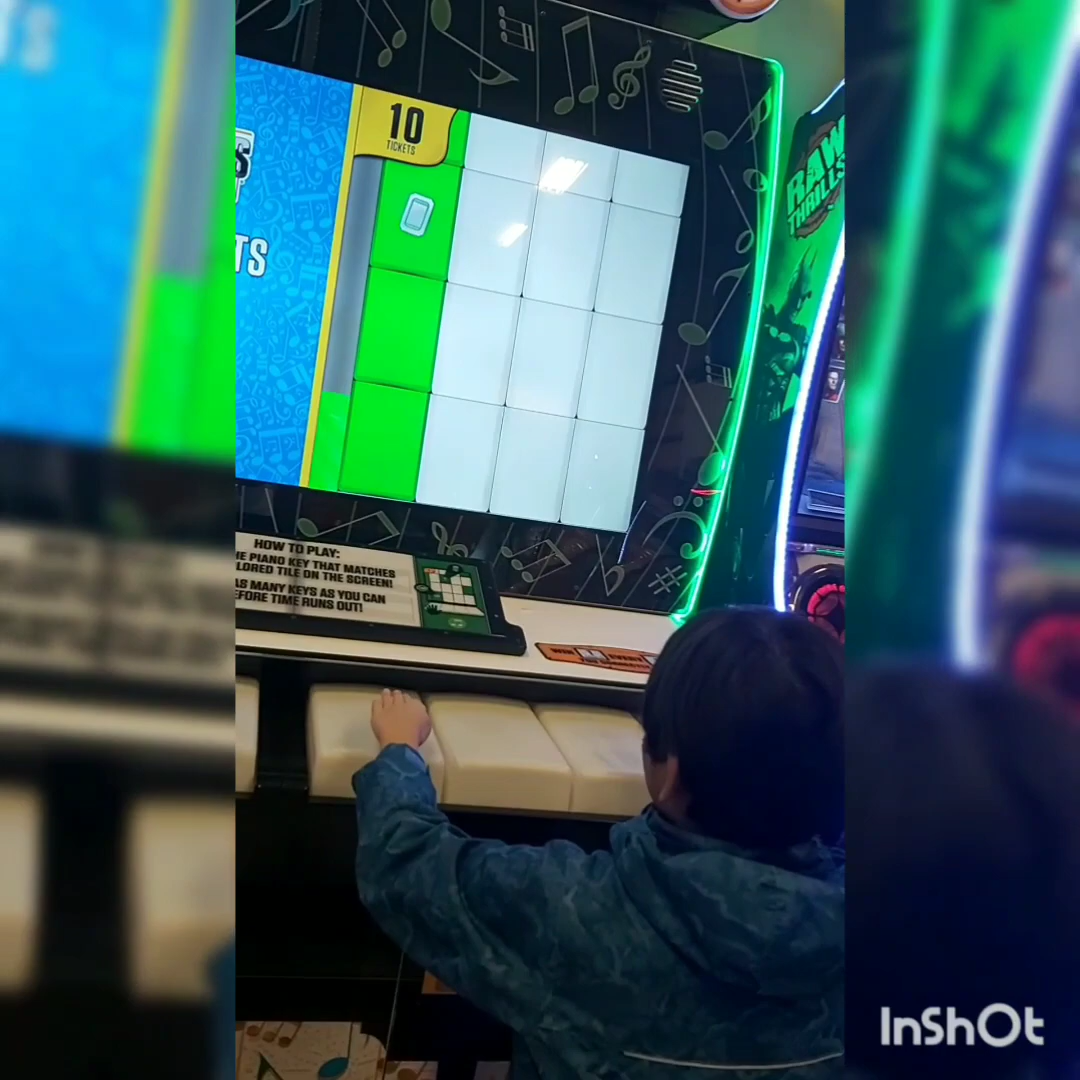 10
TICKETS
TS
RAW
THRILLS
HOW TO PLAY:
E PIANO KEY THAT MATCHES
LORED TILE ON THE SCREEN!
AS MANY KEYS AS YOU CAN
EFORE TIME RUNS OUT!
WIN
InShOt